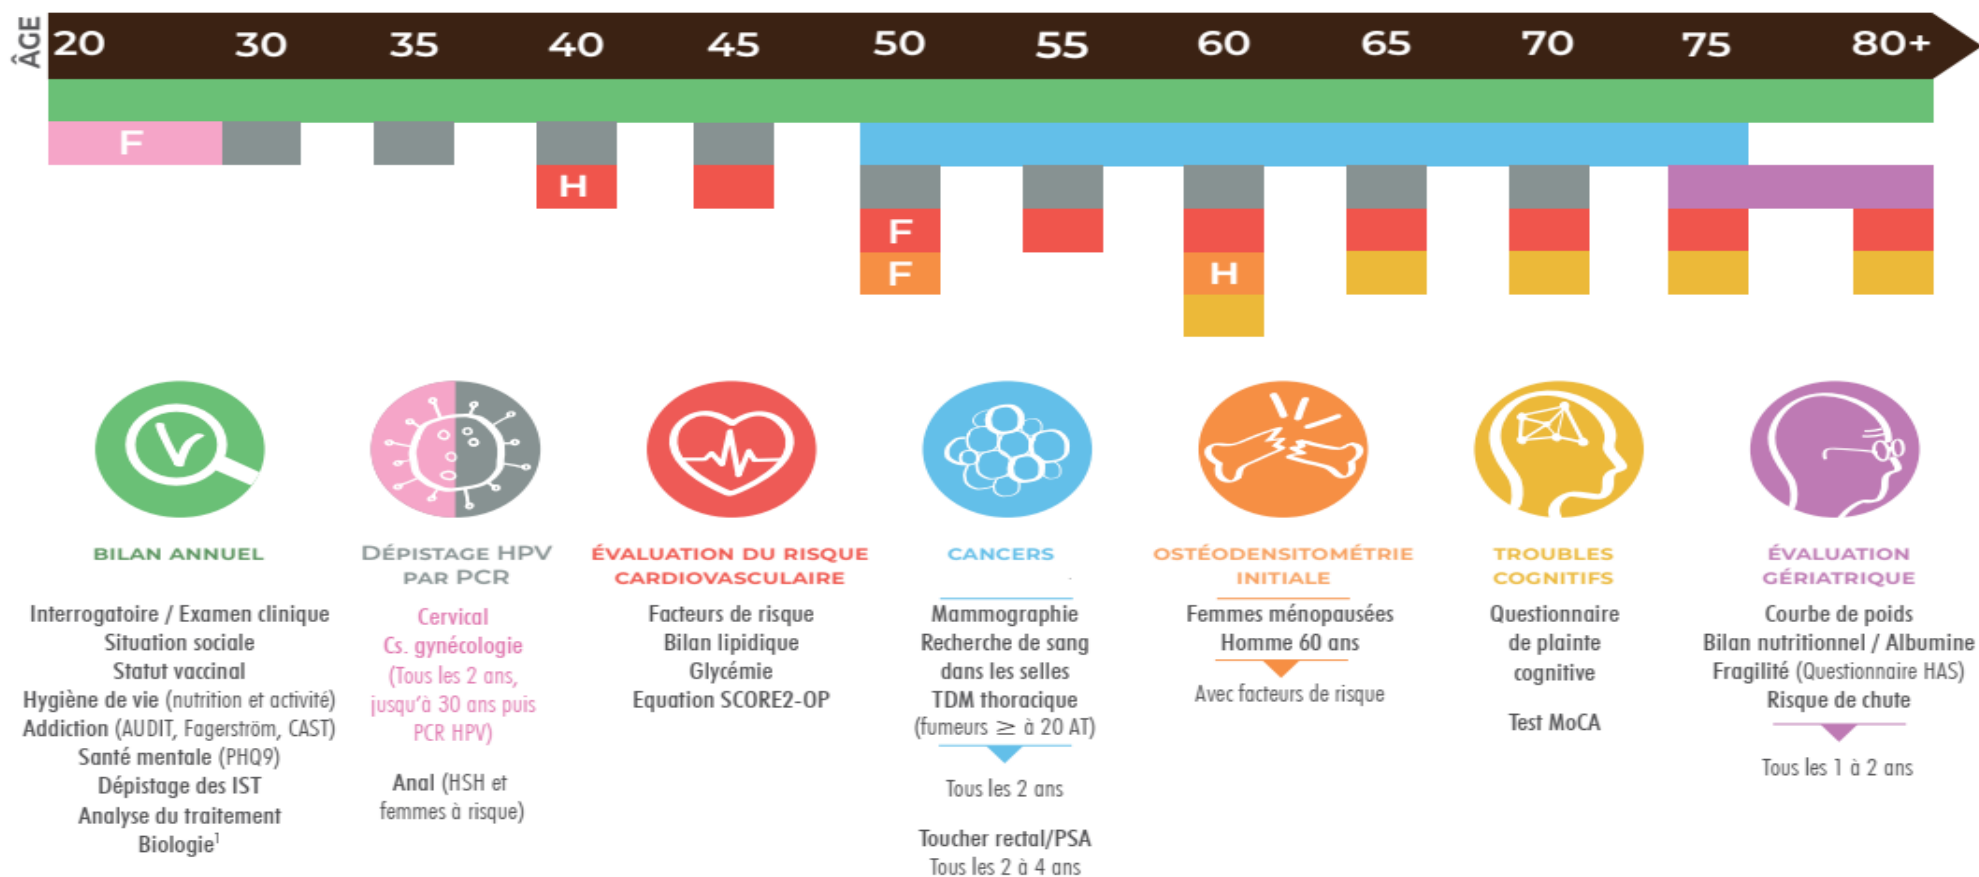 ÂGE
20 30 35 40 45 50 55 60 65 70 75 80+
F
H
F
F H
BILAN ANNUEL
Interrogatoire / Examen clinique
Situation sociale
Statut vaccinal
Hygiène de vie (nutrition et activité)
Addiction (AUDIT, Fagerström, CAST)
Santé mentale (PHQ9)
Dépistage des IST
Analyse du traitement
Biologie¹
DÉPISTAGE HPV
PAR PCR
Cervical
Cs. gynécologie
(Tous les 2 ans,
jusqu'à 30 ans puis
PCR HPV)
Anal (HSH et
femmes à risque)
ÉVALUATION DU RISQUE
CARDIOVASCULAIRE
Facteurs de risque
Bilan lipidique
Glycémie
Equation SCORE2-OP
CANCERS
Mammographie
Recherche de sang
dans les selles
TDM thoracique
(fumeurs ≥ à 20 AT)
Tous les 2 ans
Toucher rectal/PSA
Tous les 2 à 4 ans
OSTÉODENSITOMÉTRIE
INITIALE
Femmes ménopausées
Homme 60 ans
Avec facteurs de risque
TROUBLES
COGNITIFS
Questionnaire
de plainte
cognitive
Test MoCA
ÉVALUATION
GÉRIATRIQUE
Courbe de poids
Bilan nutritionnel / Albumine
Fragilité (Questionnaire HAS)
Risque de chute
Tous les 1 à 2 ans